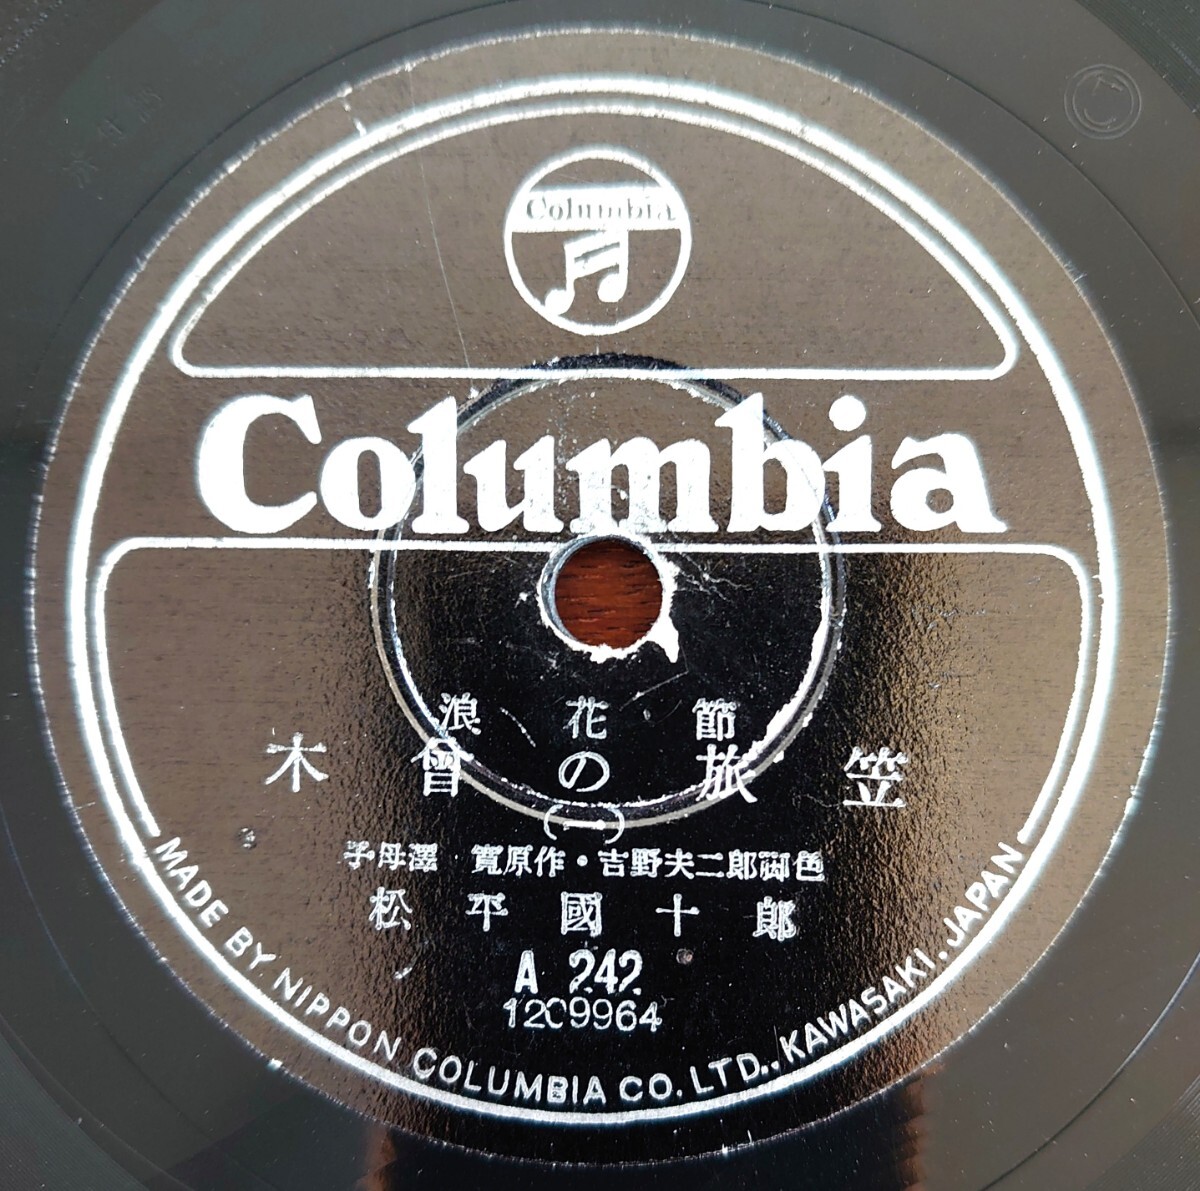 Columbia
Columbia
浪花節
木曾の旅笠
(一)
子母澤 寛原作・吉野夫二郎脚色
松平國十郎
A 242
1209964
MADE BY NIPPON COLUMBIA CO. LTD., KAWASAKI, JAPAN